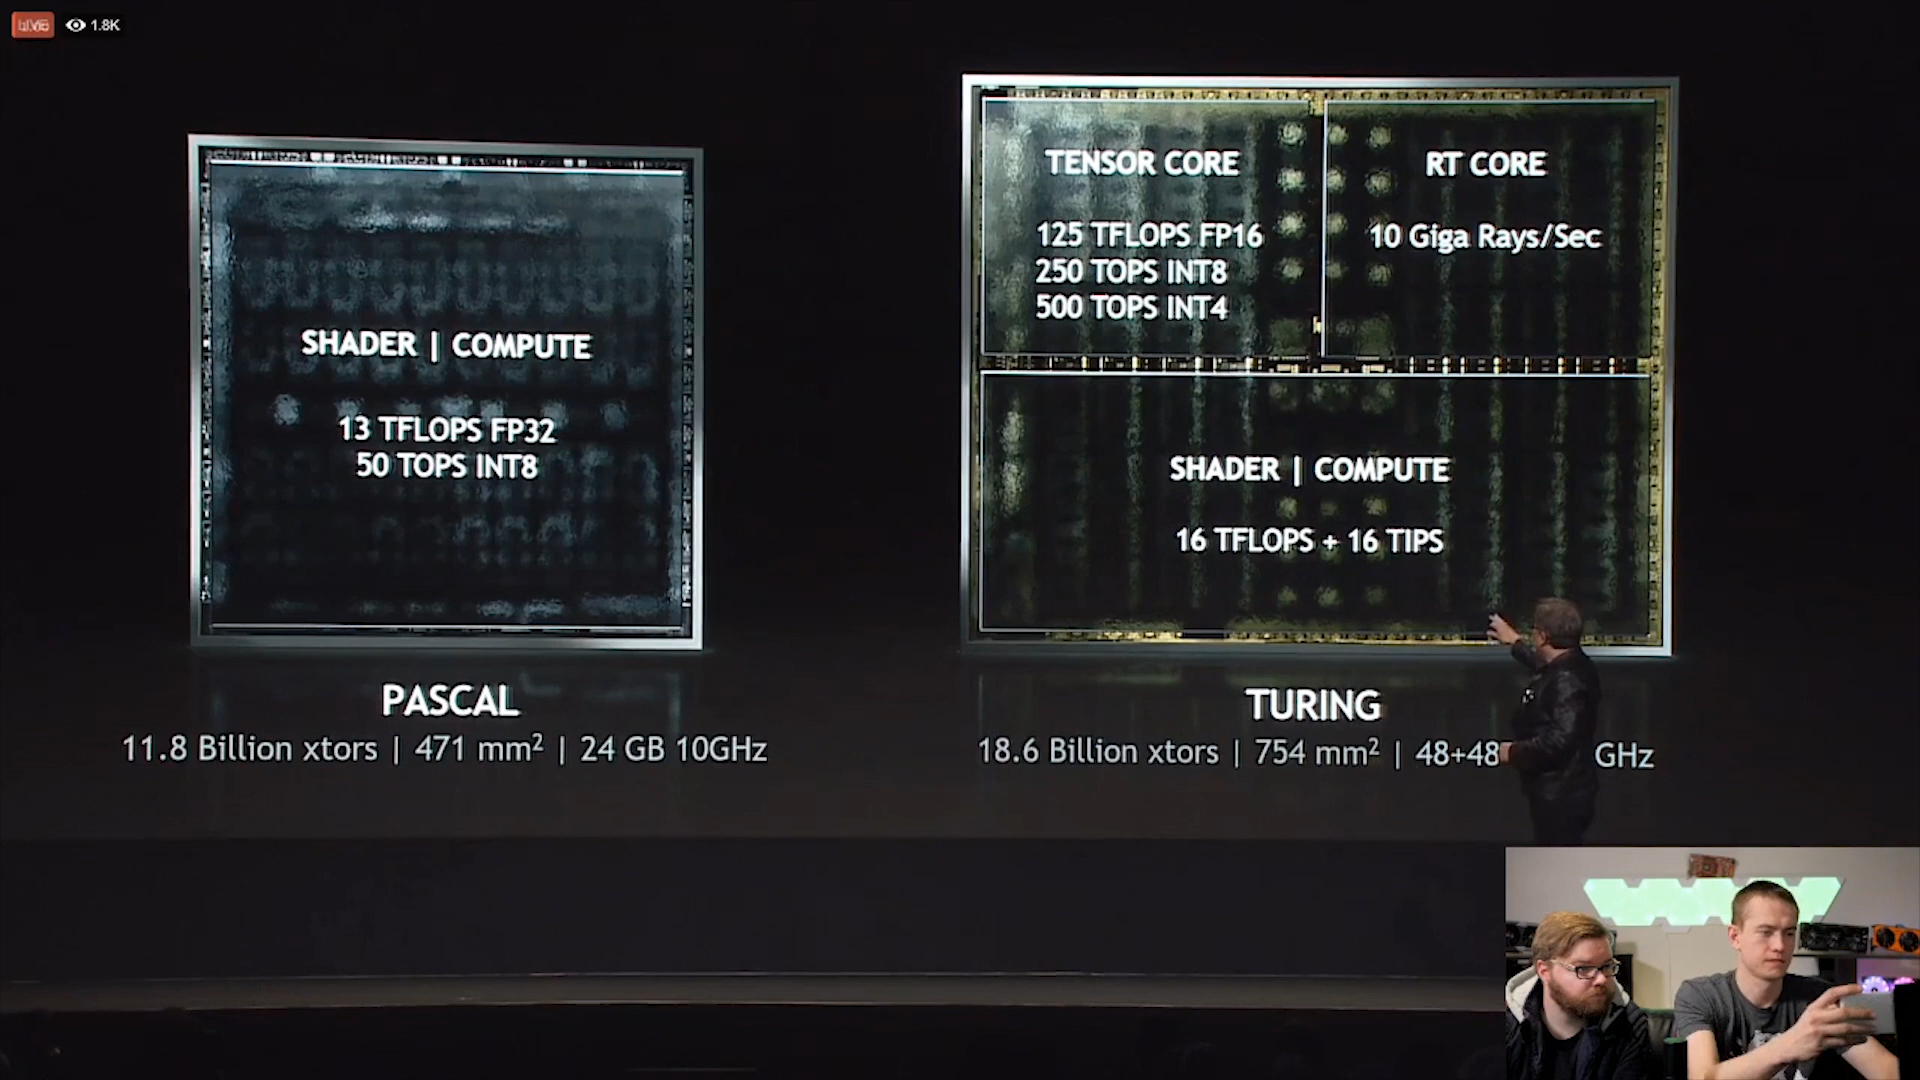 LIVE 1.8K
SHADER | COMPUTE
13 TFLOPS FP32
50 TOPS INT8
PASCAL
11.8 Billion xtors | 471 mm² | 24 GB 10GHz
TENSOR CORE
125 TFLOPS FP16
250 TOPS INT8
500 TOPS INT4
RT CORE
10 Giga Rays/Sec
SHADER | COMPUTE
16 TFLOPS + 16 TIPS
TURING
18.6 Billion xtors | 754 mm² | 48+48 GHz